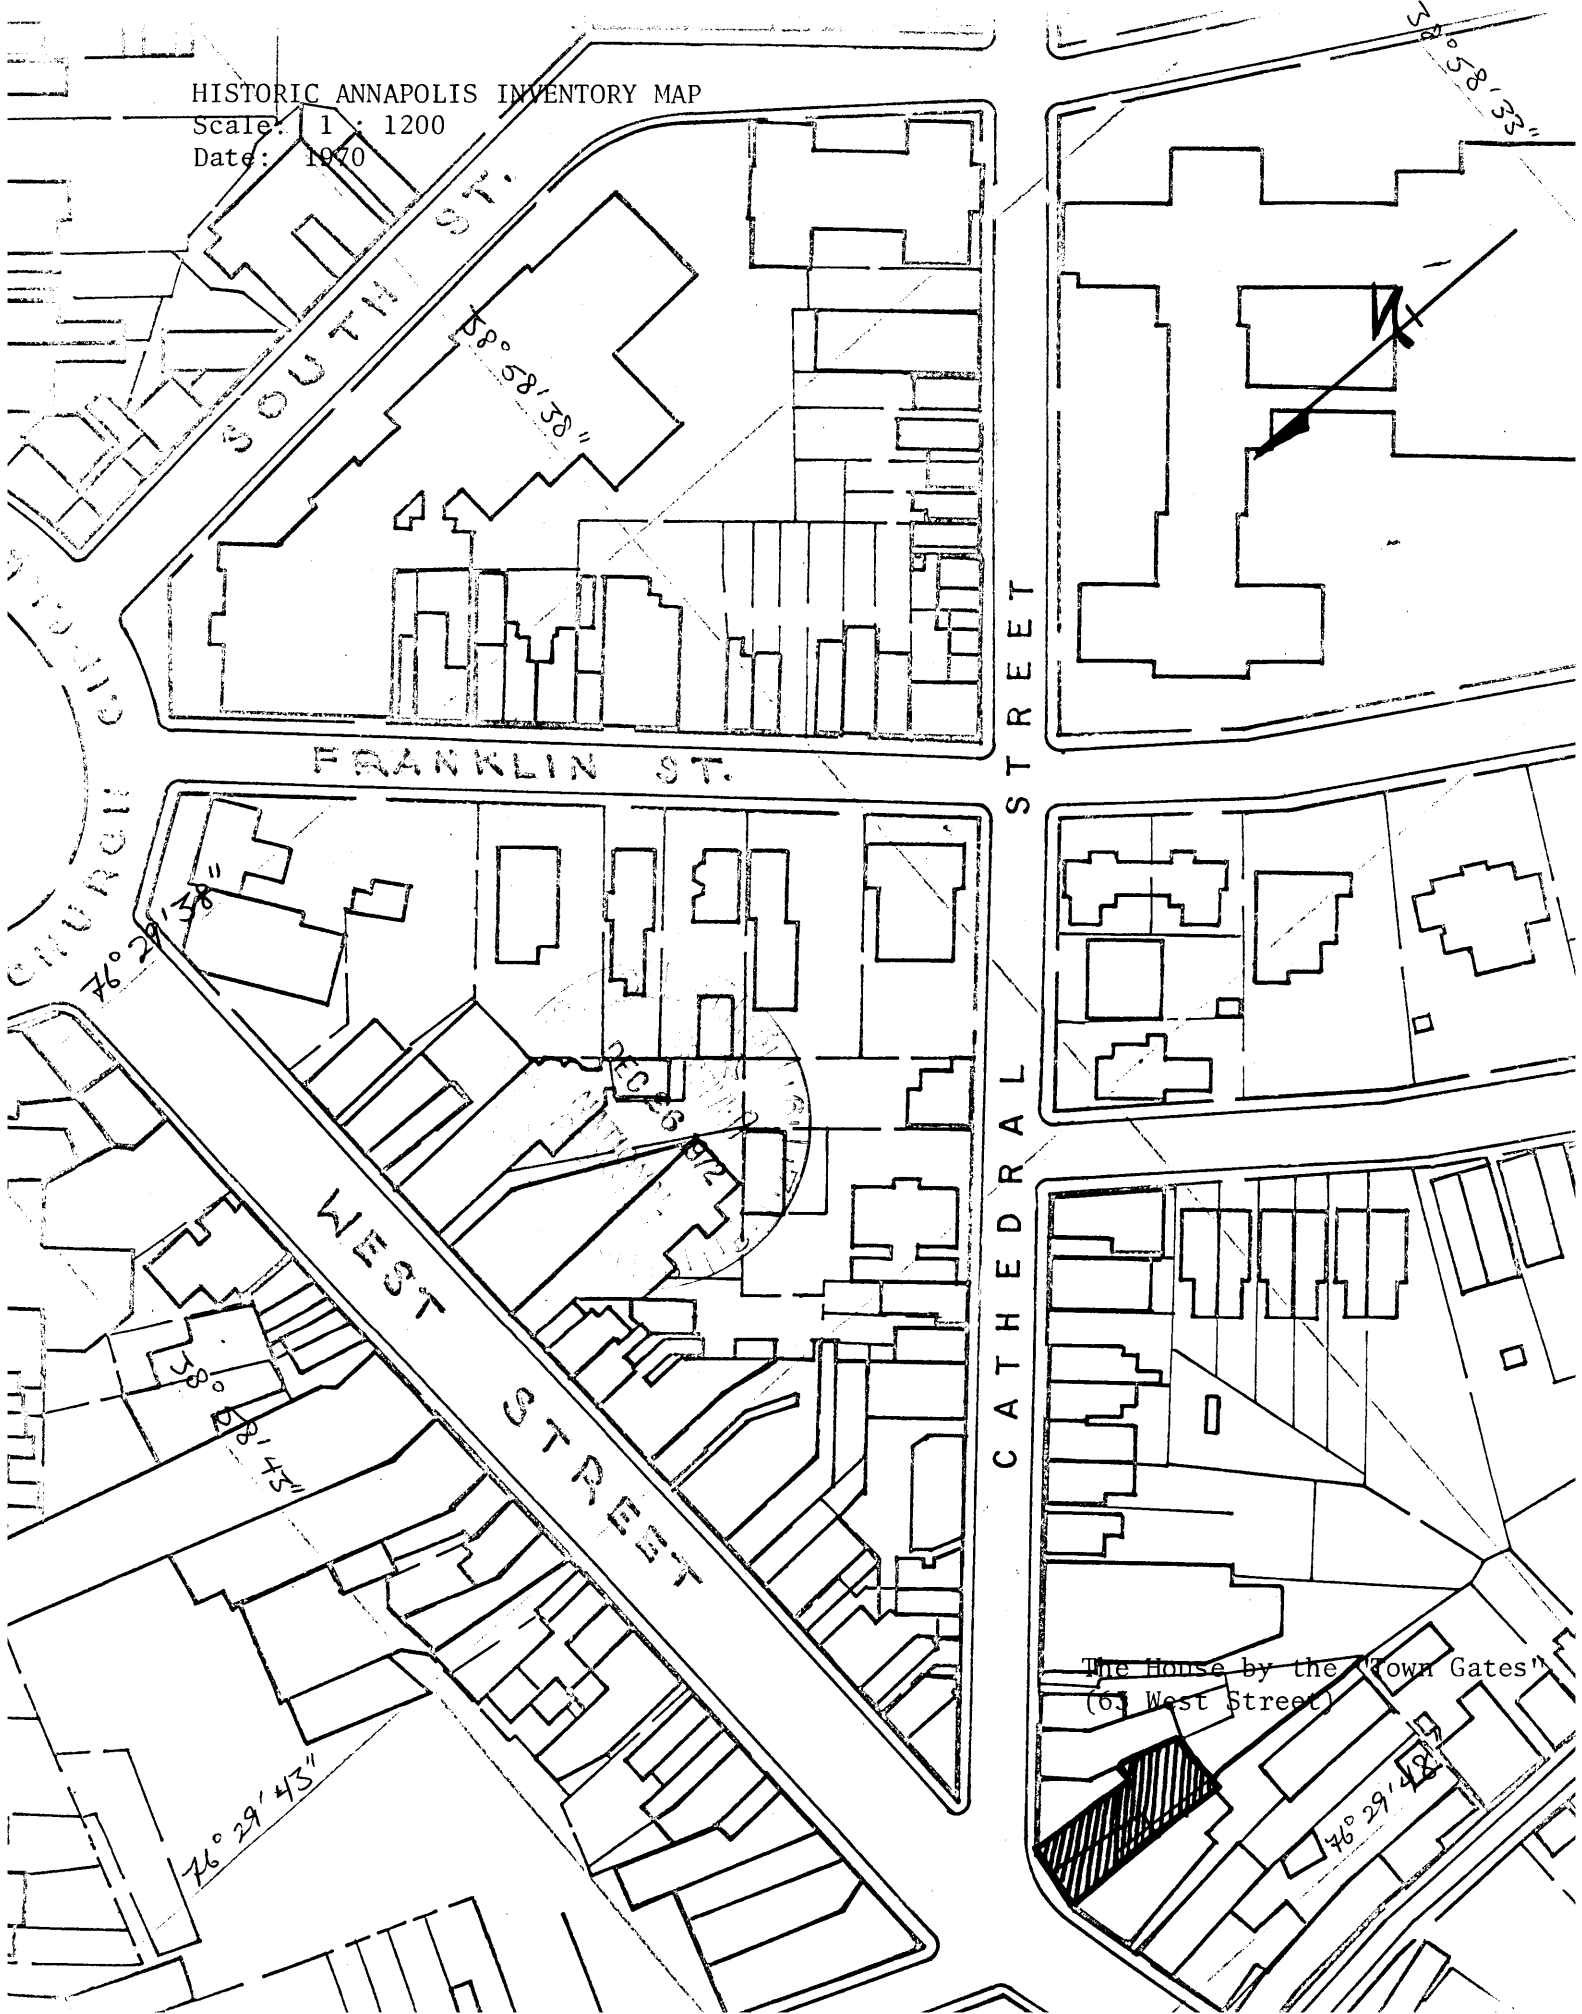 HISTORIC ANNAPOLIS INVENTORY MAP
Scale: 1 : 1200
Date: 1970
38°58'33"
SOUTH ST.
N
38°58'38"
STREET
FRANKLIN ST.
CHURCH
76°29'38"
DEC 26
CATHEDRAL
WEST
STREET
38°58'43"
The House by the "Town Gates"
(63 West Street)
76°29'43"
76°29'48"